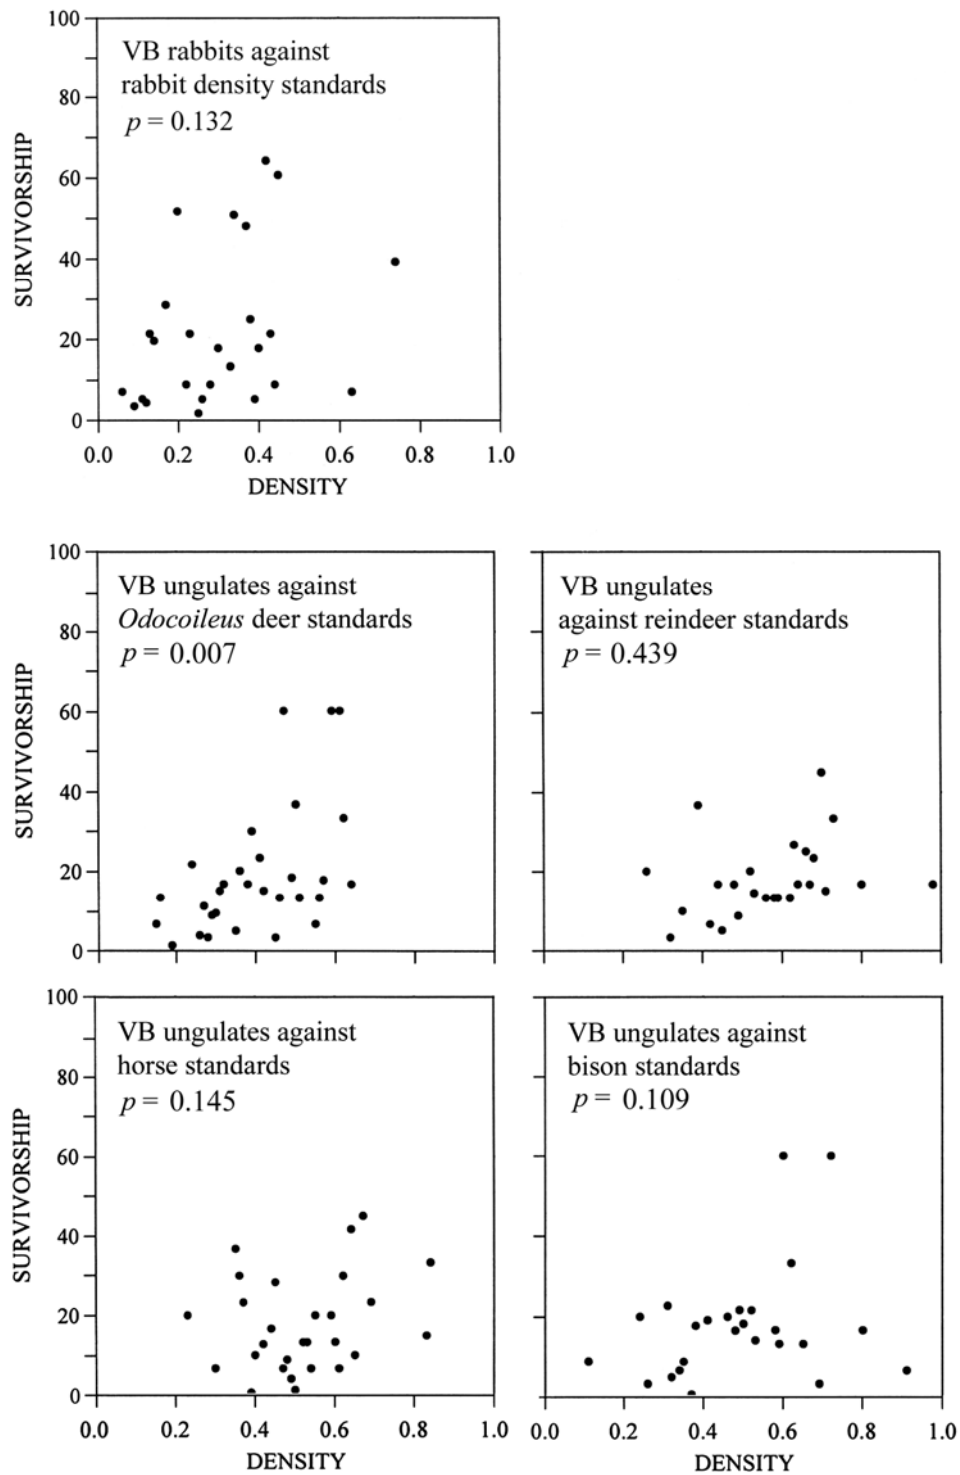 100
80
60
40
20
0
SURVIVORSHIP
VB rabbits against
rabbit density standards
p = 0.132
0.0 0.2 0.4 0.6 0.8 1.0
DENSITY
100
80
60
40
20
0
SURVIVORSHIP
VB ungulates against
Odocoileus deer standards
p = 0.007
VB ungulates
against reindeer standards
p = 0.439
100
80
60
40
20
0
SURVIVORSHIP
VB ungulates against
horse standards
p = 0.145
0.0 0.2 0.4 0.6 0.8 1.0
DENSITY
VB ungulates against
bison standards
p = 0.109
0.0 0.2 0.4 0.6 0.8 1.0
DENSITY